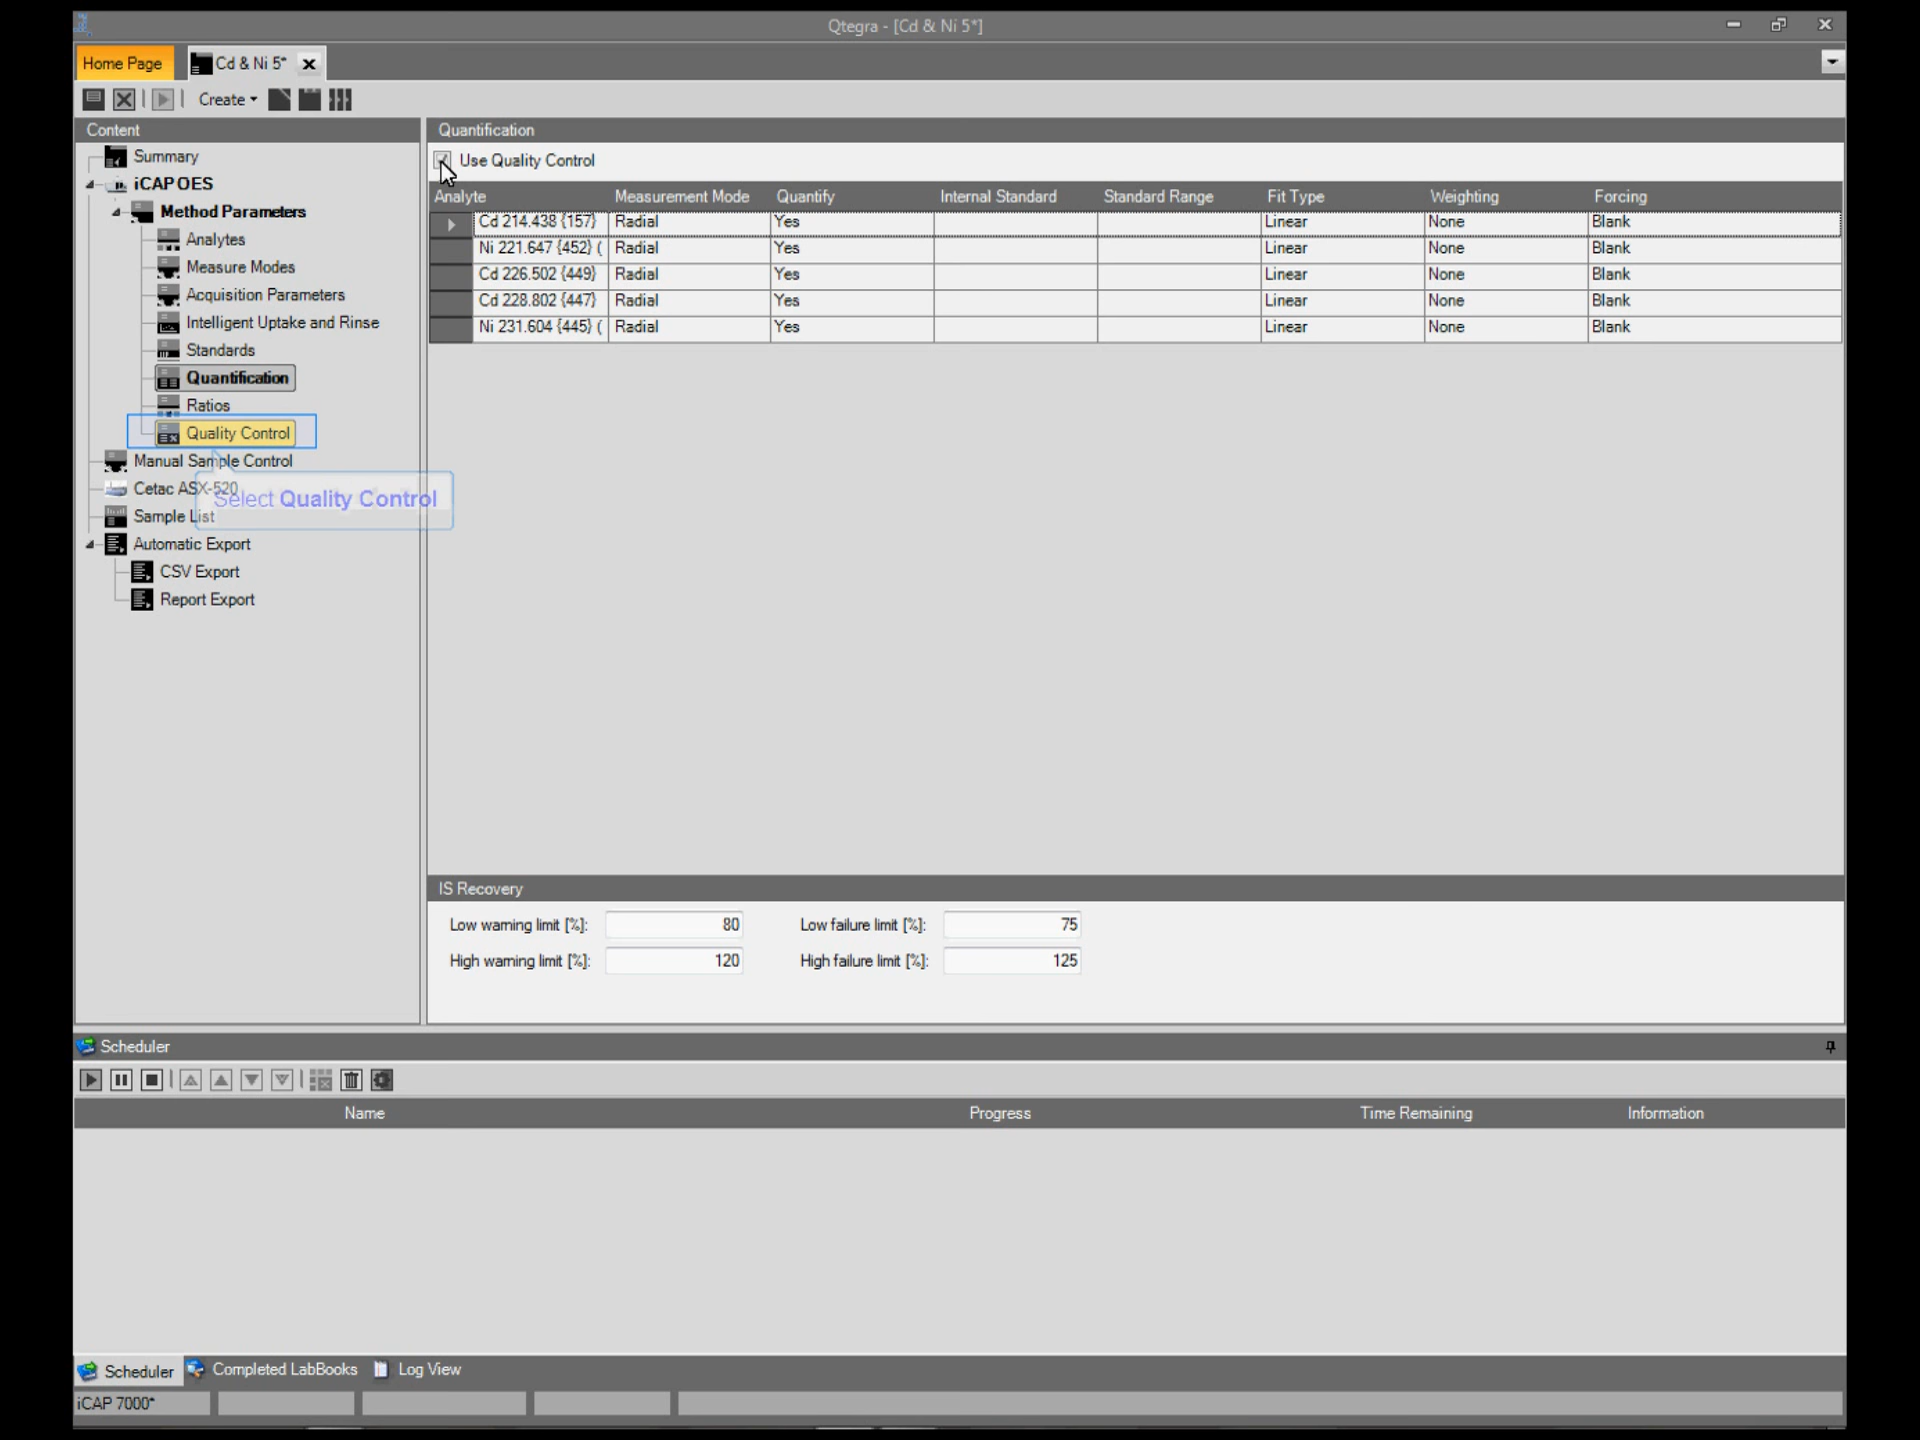 Qtegra - [Cd & Ni 5*]
Home Page
Cd & Ni 5*
Create
Content
Summary
iCAP OES
Method Parameters
Analytes
Measure Modes
Acquisition Parameters
Intelligent Uptake and Rinse
Standards
Quantification
Ratios
Quality Control
Manual Sample Control
Cetac ASX-520
Select Quality Control
Sample List
Automatic Export
CSV Export
Report Export
Quantification
Use Quality Control
Analyte Measurement Mode Quantify Internal Standard Standard Range Fit Type Weighting Forcing
Cd 214.438 {157} Radial Yes Linear None Blank
Ni 221.647 {452} ( Radial Yes Linear None Blank
Cd 226.502 {449} Radial Yes Linear None Blank
Cd 228.802 {447} Radial Yes Linear None Blank
Ni 231.604 {445} ( Radial Yes Linear None Blank
IS Recovery
Low warning limit [%]: 80 Low failure limit [%]: 75
High warning limit [%]: 120 High failure limit [%]: 125
Scheduler
Name Progress Time Remaining Information
Scheduler Completed LabBooks Log View
iCAP 7000*